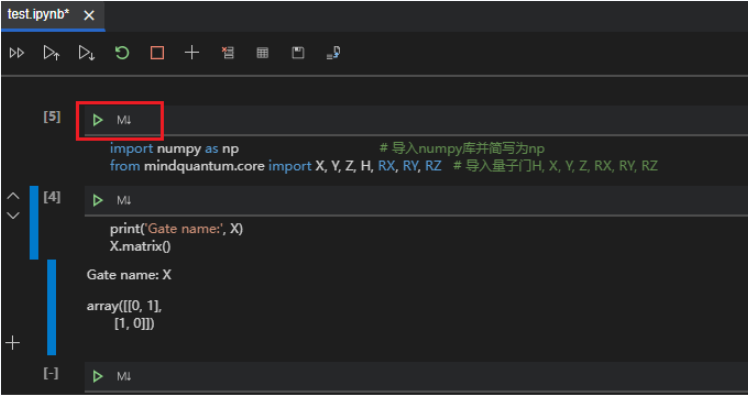 test.ipynb*
[5]
M↓
import numpy as np # 导入numpy库并简写为np
from mindquantum.core import X, Y, Z, H, RX, RY, RZ # 导入量子门H, X, Y, Z, RX, RY, RZ
[4]
M↓
print('Gate name:', X)
X.matrix()
Gate name: X
array([[0, 1],
[1, 0]])
[-]
M↓